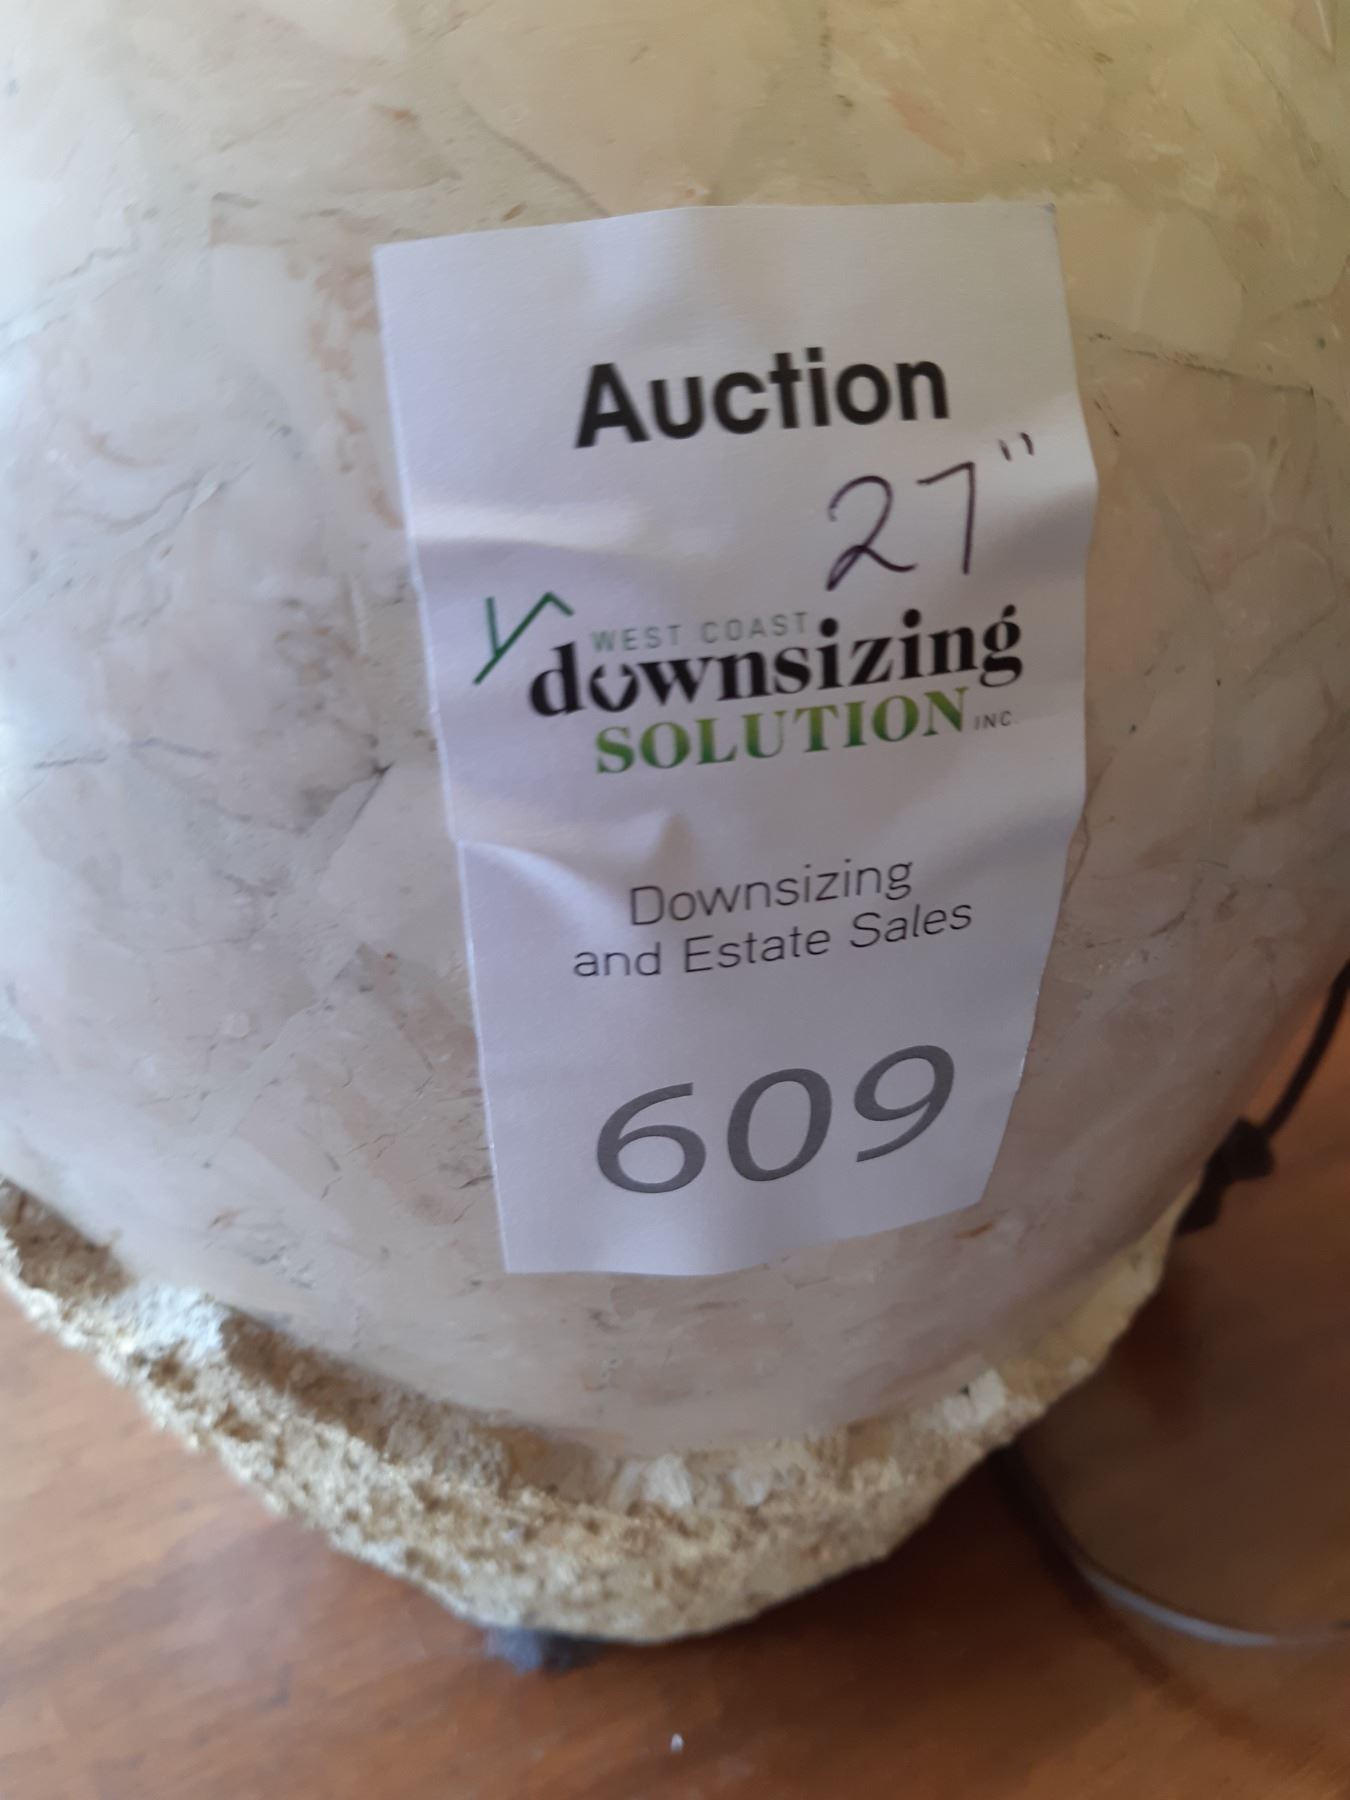 Auction
27"
WEST COAST
downsizing
SOLUTION INC.
Downsizing
and Estate Sales
609